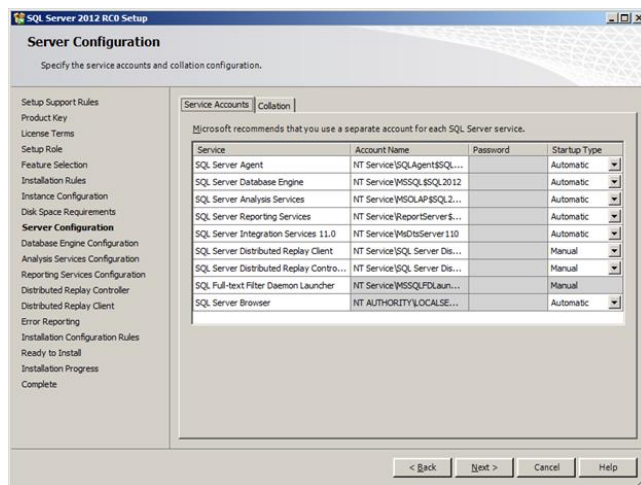 SQL Server 2012 RC0 Setup
Server Configuration
Specify the service accounts and collation configuration.
Setup Support Rules
Product Key
License Terms
Setup Role
Feature Selection
Installation Rules
Instance Configuration
Disk Space Requirements
Server Configuration
Database Engine Configuration
Analysis Services Configuration
Reporting Services Configuration
Distributed Replay Controller
Distributed Replay Client
Error Reporting
Installation Configuration Rules
Ready to Install
Installation Progress
Complete
Service Accounts Collation
Microsoft recommends that you use a separate account for each SQL Server service.
Service Account Name Password Startup Type
SQL Server Agent NT Service\SQLAgent$SQL... Automatic
SQL Server Database Engine NT Service\MSSQL$SQL2012 Automatic
SQL Server Analysis Services NT Service\MSOLAP$SQL2... Automatic
SQL Server Reporting Services NT Service\ReportServer$... Automatic
SQL Server Integration Services 11.0 NT Service\MsDtsServer110 Automatic
SQL Server Distributed Replay Client NT Service\SQL Server Dis... Manual
SQL Server Distributed Replay Contro... NT Service\SQL Server Dis... Manual
SQL Full-text Filter Daemon Launcher NT Service\MSSQLFDLaun... Manual
SQL Server Browser NT AUTHORITY\LOCALSE... Automatic
< Back Next > Cancel Help